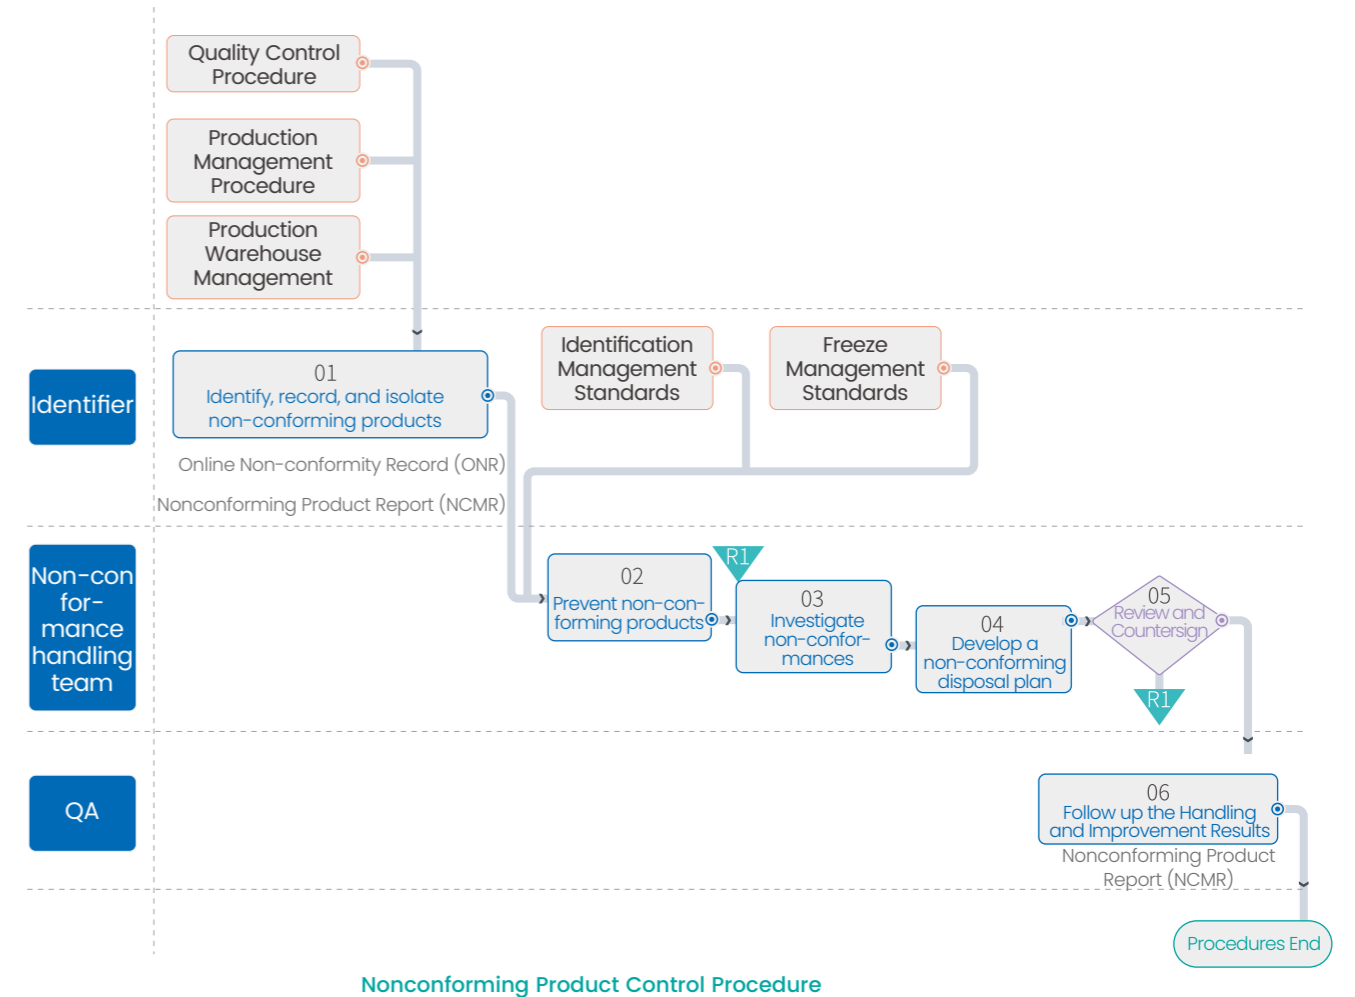 Quality Control
Procedure
Production
Management
Procedure
Production
Warehouse
Management
Identifier
01
Identify, record, and isolate
non-conforming products
Online Non-conformity Record (ONR)
Nonconforming Product Report (NCMR)
Identification
Management
Standards
Freeze
Management
Standards
Non-con
for-
mance
handling
team
02
Prevent non-con-
forming products
R1
03
Investigate
non-confor-
mances
04
Develop a
non-conforming
disposal plan
05
Review and
Countersign
R1
QA
06
Follow up the Handling
and Improvement Results
Nonconforming Product
Report (NCMR)
Procedures End
Nonconforming Product Control Procedure